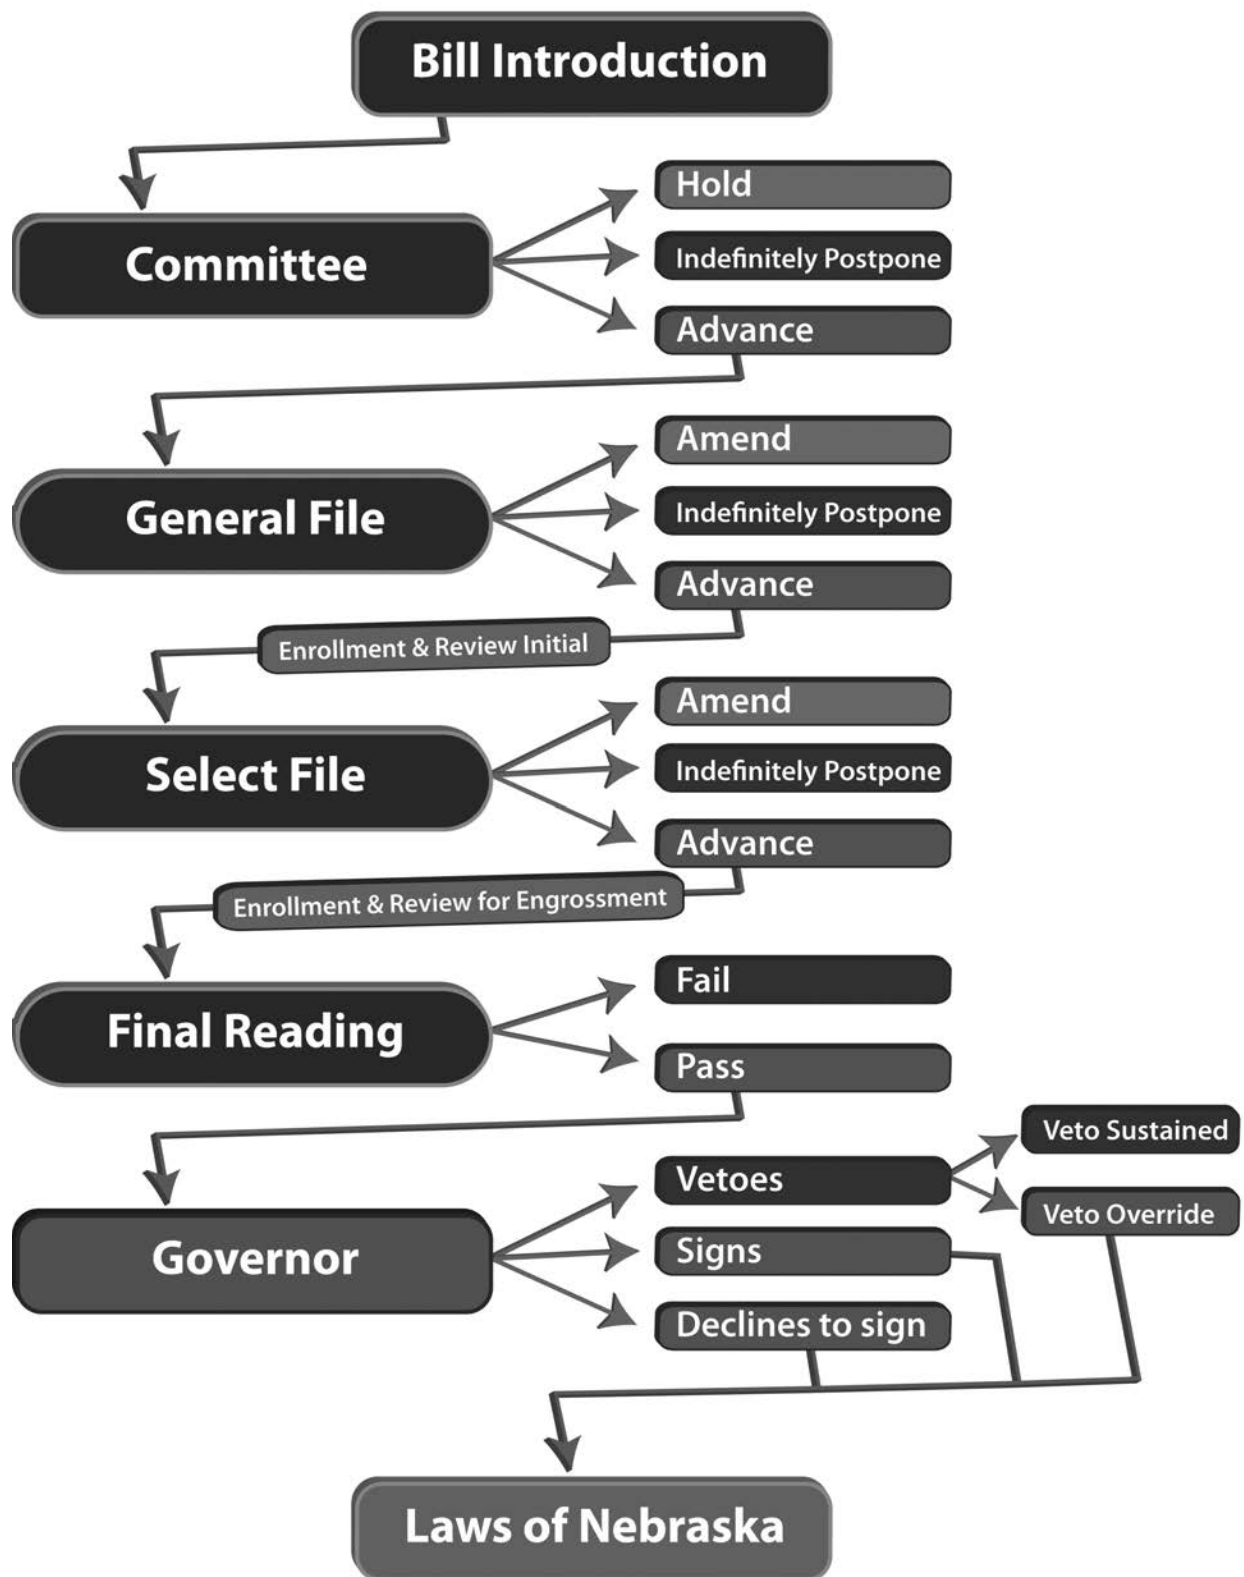 Bill Introduction
Committee
Hold
Indefinitely Postpone
Advance
General File
Amend
Indefinitely Postpone
Advance
Enrollment & Review Initial
Select File
Amend
Indefinitely Postpone
Advance
Enrollment & Review for Engrossment
Final Reading
Fail
Pass
Governor
Vetoes
Veto Sustained
Veto Override
Signs
Declines to sign
Laws of Nebraska